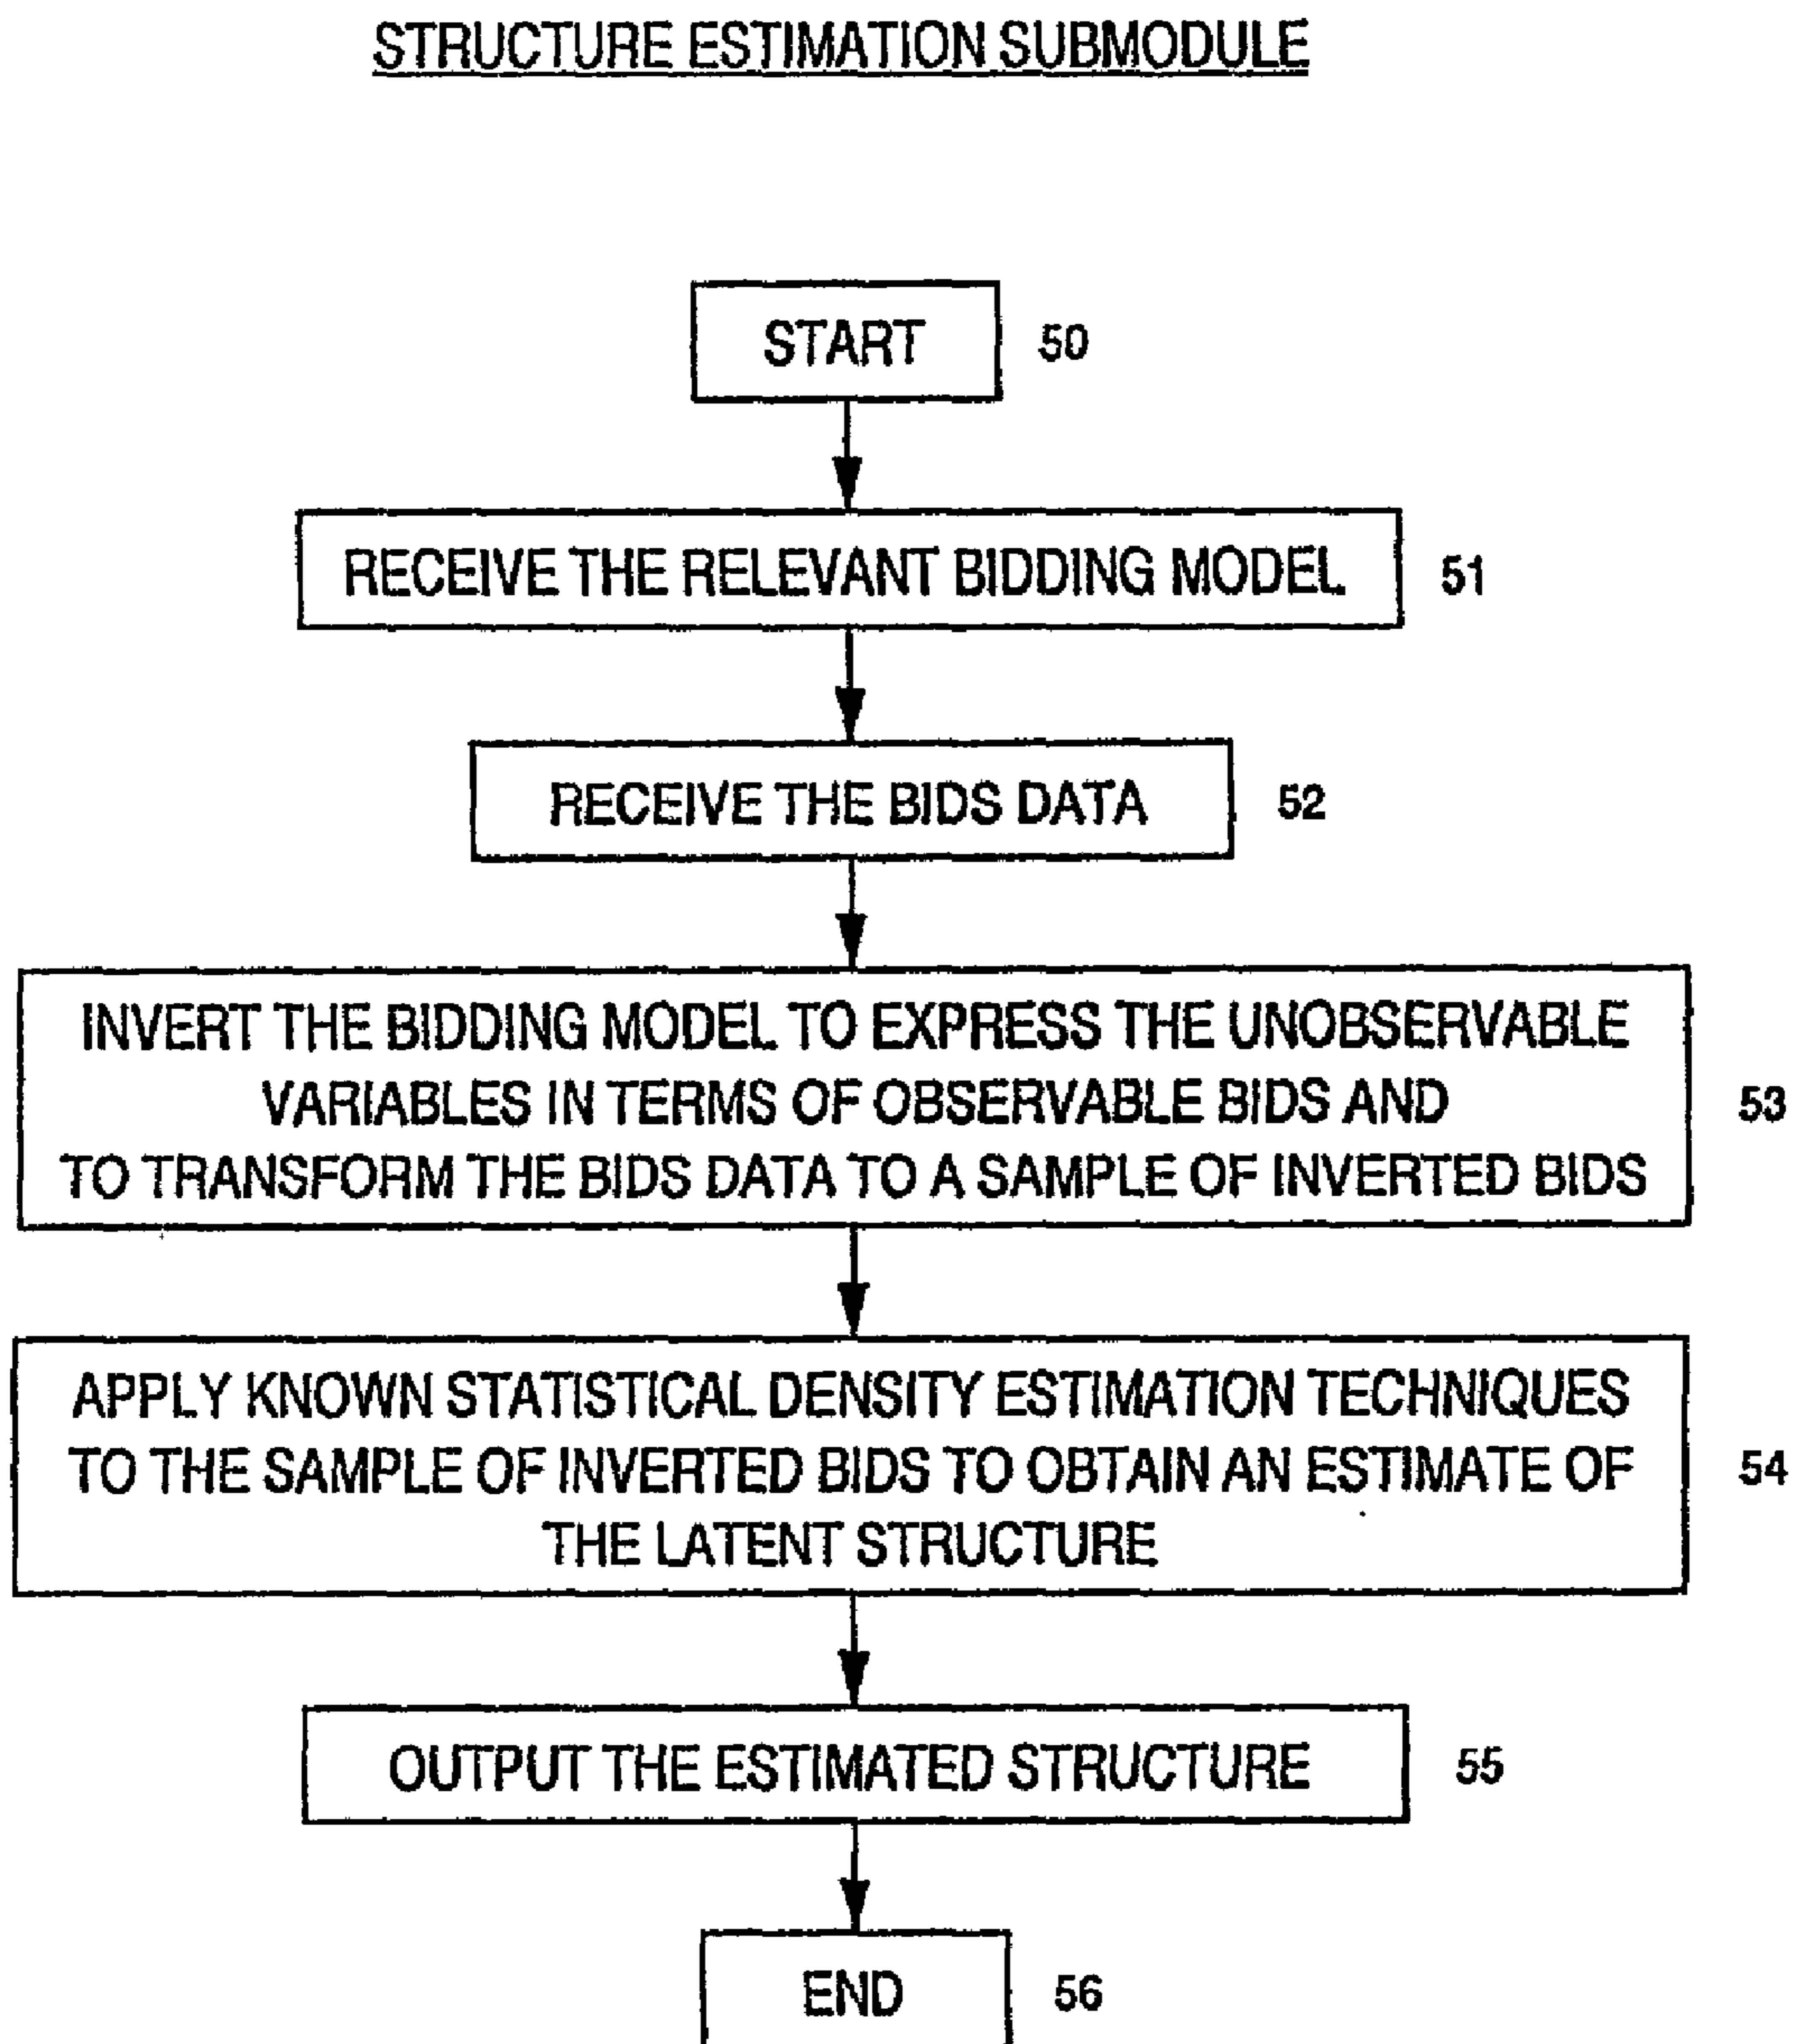 STRUCTURE ESTIMATION SUBMODULE
START 50
RECEIVE THE RELEVANT BIDDING MODEL 51
RECEIVE THE BIDS DATA 52
INVERT THE BIDDING MODEL TO EXPRESS THE UNOBSERVABLE
VARIABLES IN TERMS OF OBSERVABLE BIDS AND 53
TO TRANSFORM THE BIDS DATA TO A SAMPLE OF INVERTED BIDS
APPLY KNOWN STATISTICAL DENSITY ESTIMATION TECHNIQUES
TO THE SAMPLE OF INVERTED BIDS TO OBTAIN AN ESTIMATE OF 54
THE LATENT STRUCTURE
OUTPUT THE ESTIMATED STRUCTURE 55
END 56